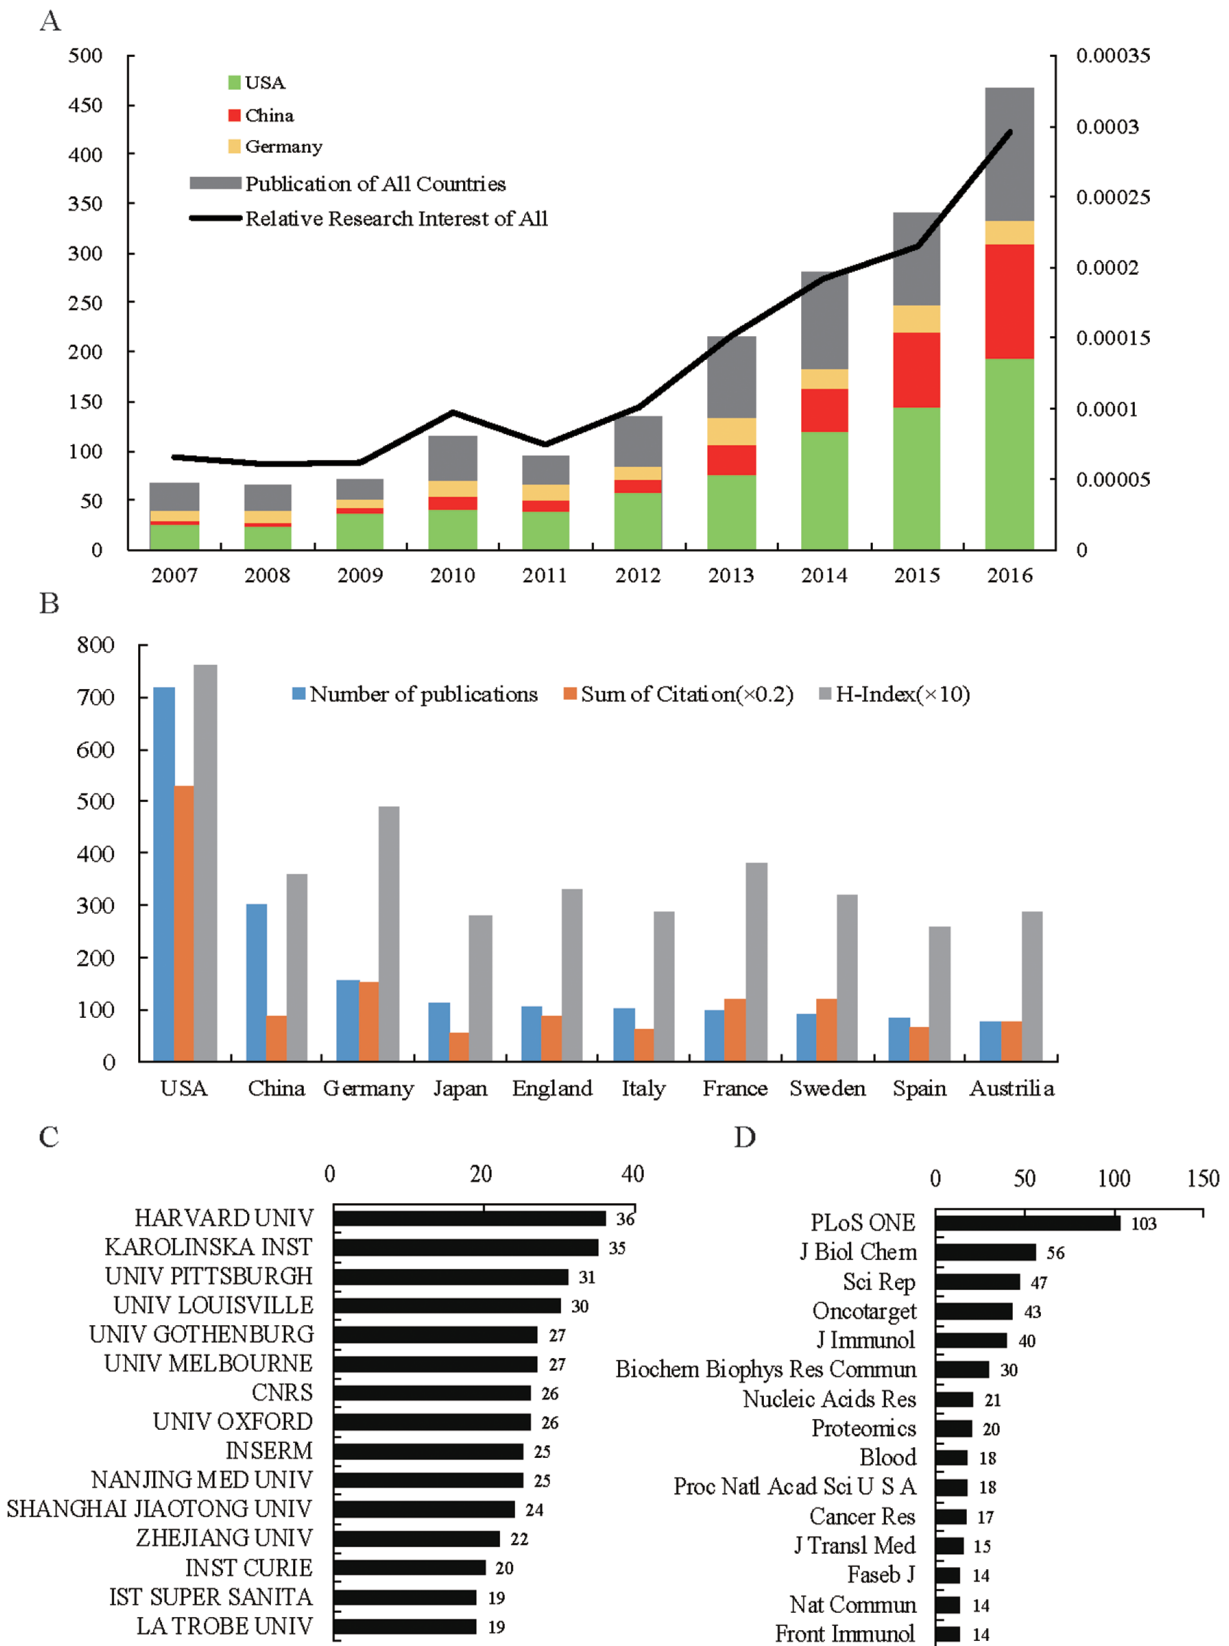 A
500
450
400
350
300
250
200
150
100
50
0
0.00035
0.0003
0.00025
0.0002
0.00015
0.0001
0.00005
0
USA
China
Germany
Publication of All Countries
Relative Research Interest of All
2007 2008 2009 2010 2011 2012 2013 2014 2015 2016
B
800
700
600
500
400
300
200
100
0
Number of publications Sum of Citation(×0.2) H-Index(×10)
USA China Germany Japan England Italy France Sweden Spain Austrilia
C
0 20 40
HARVARD UNIV 36
KAROLINSKA INST 35
UNIV PITTSBURGH 31
UNIV LOUISVILLE 30
UNIV GOTHENBURG 27
UNIV MELBOURNE 27
CNRS 26
UNIV OXFORD 26
INSERM 25
NANJING MED UNIV 25
SHANGHAI JIAOTONG UNIV 24
ZHEJIANG UNIV 22
INST CURIE 20
IST SUPER SANITA 19
LA TROBE UNIV 19
D
0 50 100 150
PLoS ONE 103
J Biol Chem 56
Sci Rep 47
Oncotarget 43
J Immunol 40
Biochem Biophys Res Commun 30
Nucleic Acids Res 21
Proteomics 20
Blood 18
Proc Natl Acad Sci U S A 18
Cancer Res 17
J Transl Med 15
Faseb J 14
Nat Commun 14
Front Immunol 14